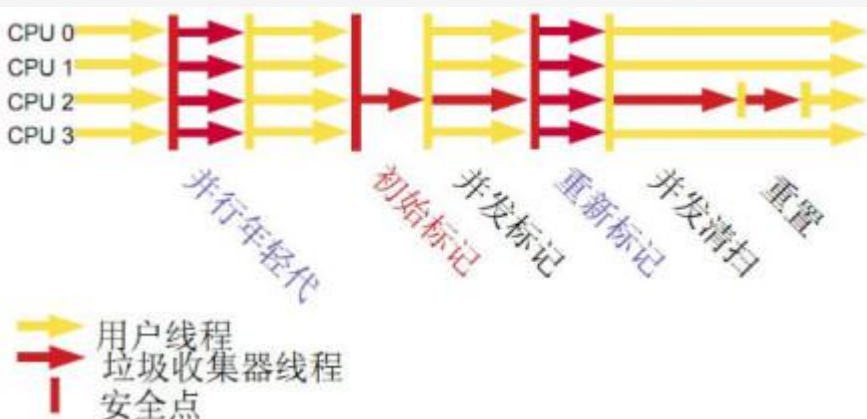 CPU 0
CPU 1
CPU 2
CPU 3
并行年轻代
初始标记
并发标记
重新标记
并发清扫
重置
用户线程
垃圾收集器线程
安全点